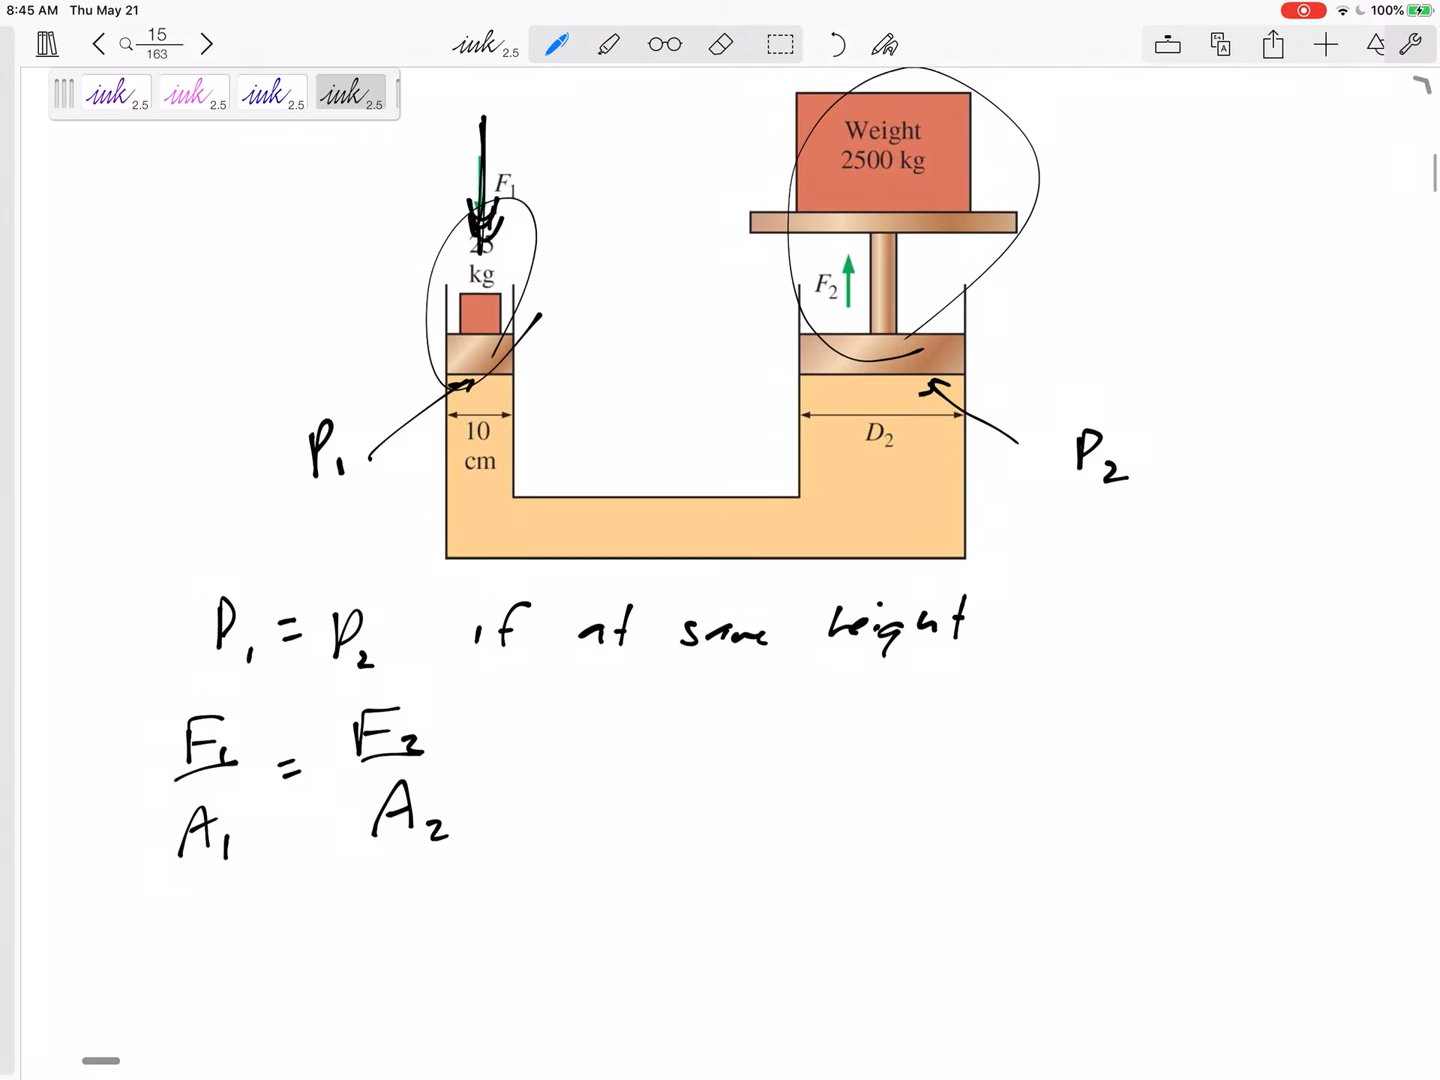 8:45 AM Thu May 21
100%
15
163
ink 2.5
ink 2.5
ink 2.5
ink 2.5
ink 2.5
Weight
2500 kg
F₁
25
kg
F₂
P₁
10
cm
D₂
P₂
P₁ = P₂ if at same height
F₁ = F₂
A₁ A₂